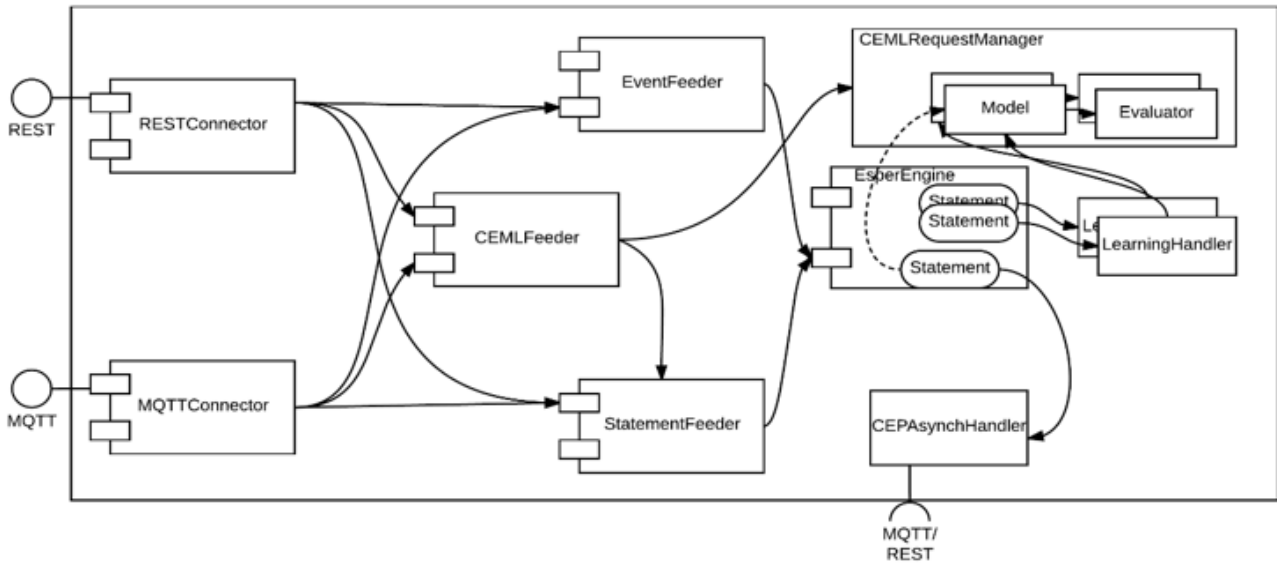 CEMLRequestManager
EventFeeder
REST
RESTConnector
Model
Evaluator
EsperEngine
Statement
Statement
CEMLFeeder
LearningHandler
Statement
MQTT
MQTTConnector
StatementFeeder
CEPAsynchHandler
MQTT/
REST